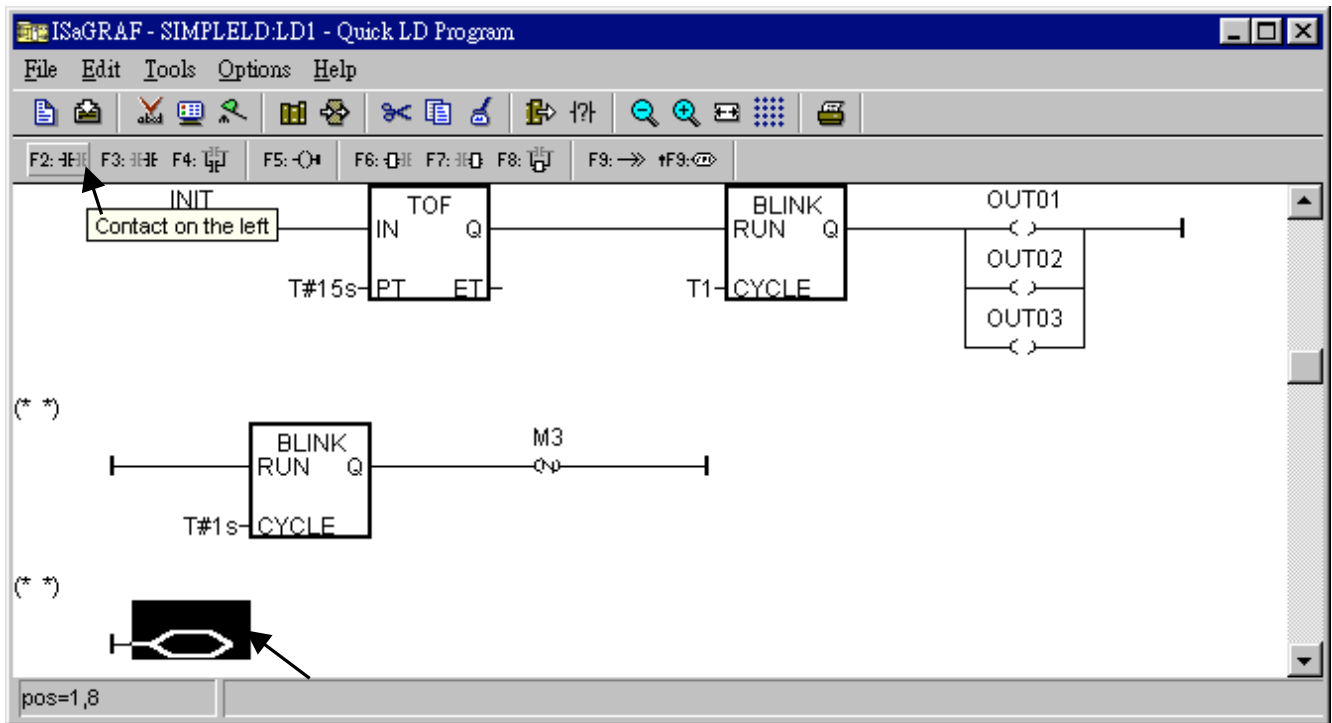 ISaGRAF - SIMPLELD:LD1 - Quick LD Program
File Edit Tools Options Help
abcd
F2: F3: F4: F5: F6: F7: F8: F9: F9:
INIT
Contact on the left
TOF
IN Q
T#15s PT ET
BLINK
RUN Q
T1 CYCLE
OUT01
OUT02
OUT03
(* *)
BLINK
RUN Q
T#1s CYCLE
M3
N
(* *)
pos=1,8